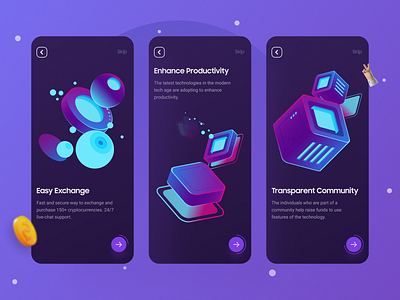 Skip
Easy Exchange
Fast and secure way to exchange and
purchase 150+ cryptocurrencies. 24/7
live-chat support.
Skip
Enhance Productivity
The latest technologies in the modern
tech age are adopting to enhance
productivity.
Skip
Transparent Community
The individuals who are part of a
community help raise funds to use
features of the technology.